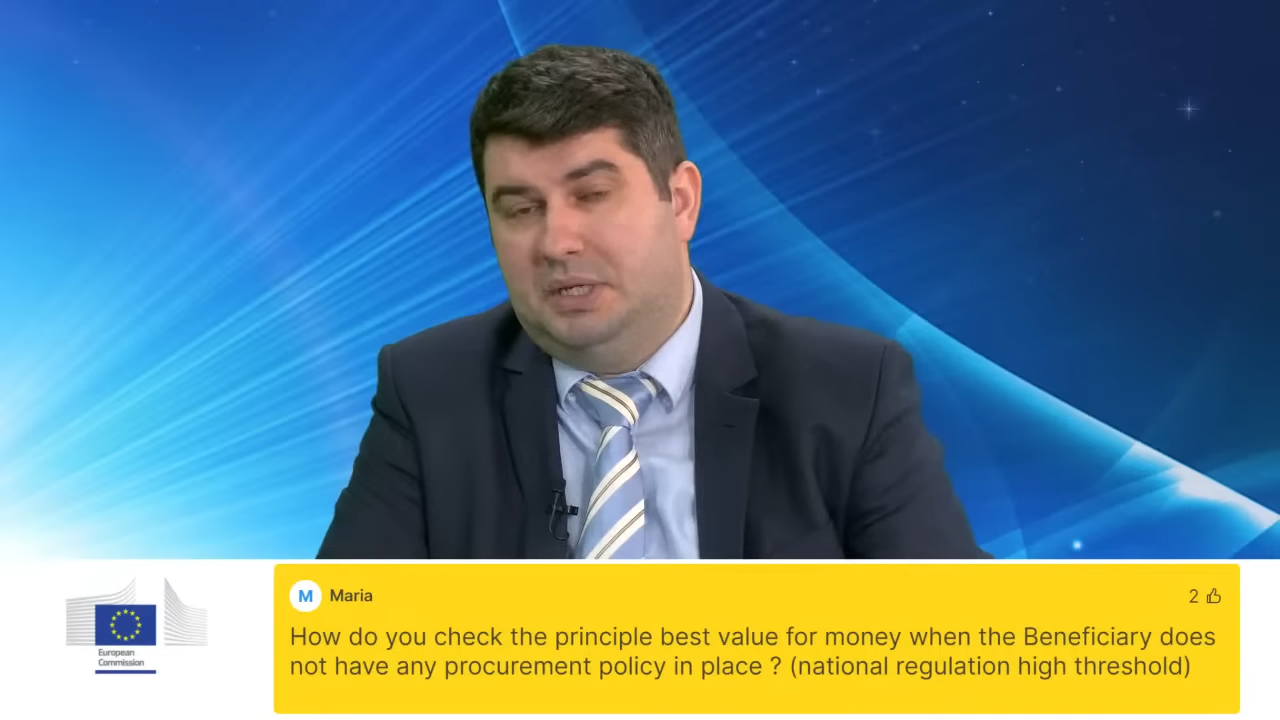 M Maria 2
How do you check the principle best value for money when the Beneficiary does
not have any procurement policy in place ? (national regulation high threshold)
European
Commission